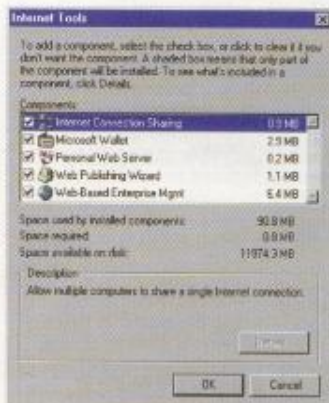 Internet Tools
To add a component, select the check box, or click to clear it if you
don't want the component. A shaded box means that only part of
the component will be installed. To see what's included in a
component, click Details.
Components:
Internet Connection Sharing 0.9 MB
Microsoft Wallet 2.9 MB
Personal Web Server 0.2 MB
Web Publishing Wizard 1.1 MB
Web-Based Enterprise Mgmt 6.4 MB
Space used by installed components: 90.8 MB
Space required: 0.8 MB
Space available on disk: 11974.3 MB
Description
Allow multiple computers to share a single Internet connection.
OK Cancel